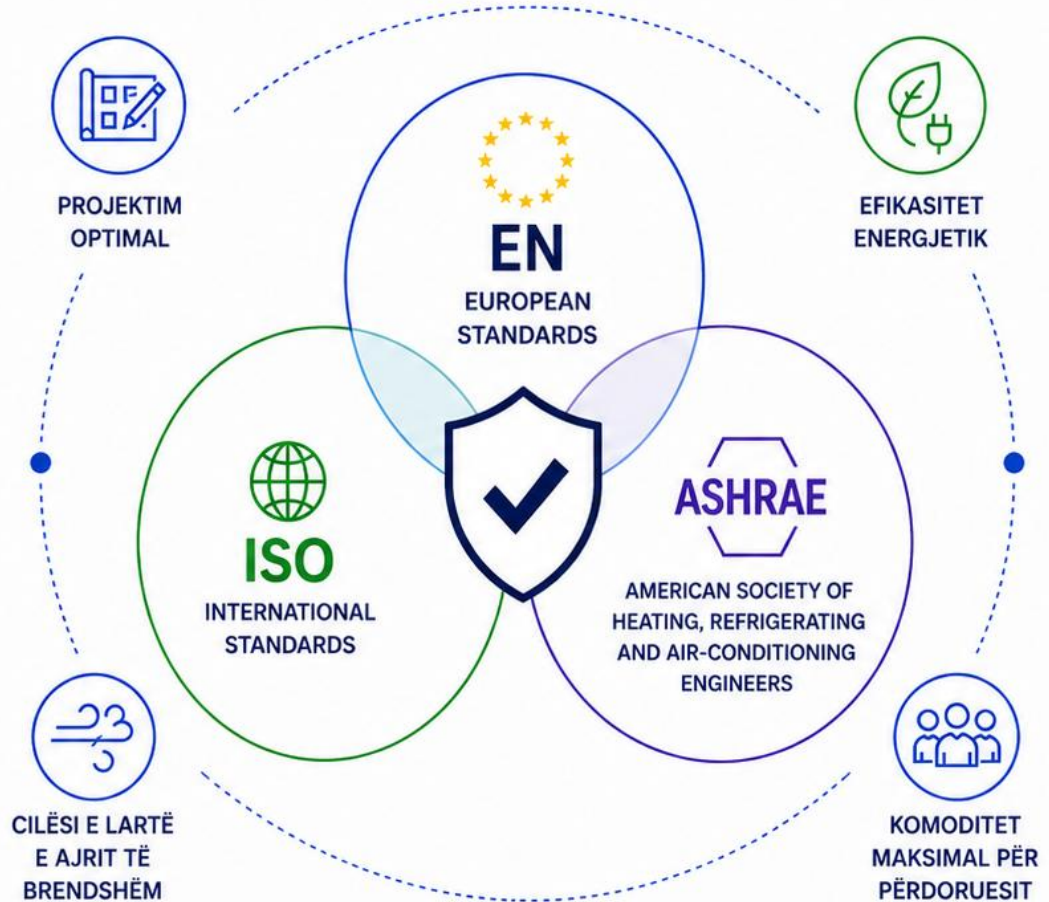 PROJEKTIM
OPTIMAL
EFIKASITET
ENERGJETIK
EN
EUROPEAN
STANDARDS
ISO
INTERNATIONAL
STANDARDS
ASHRAE
AMERICAN SOCIETY OF
HEATING, REFRIGERATING
AND AIR-CONDITIONING
ENGINEERS
CILËSI E LARTË
E AJRIT TË
BRENDSHËM
KOMODITET
MAKSIMAL PËR
PËRDORUESIT